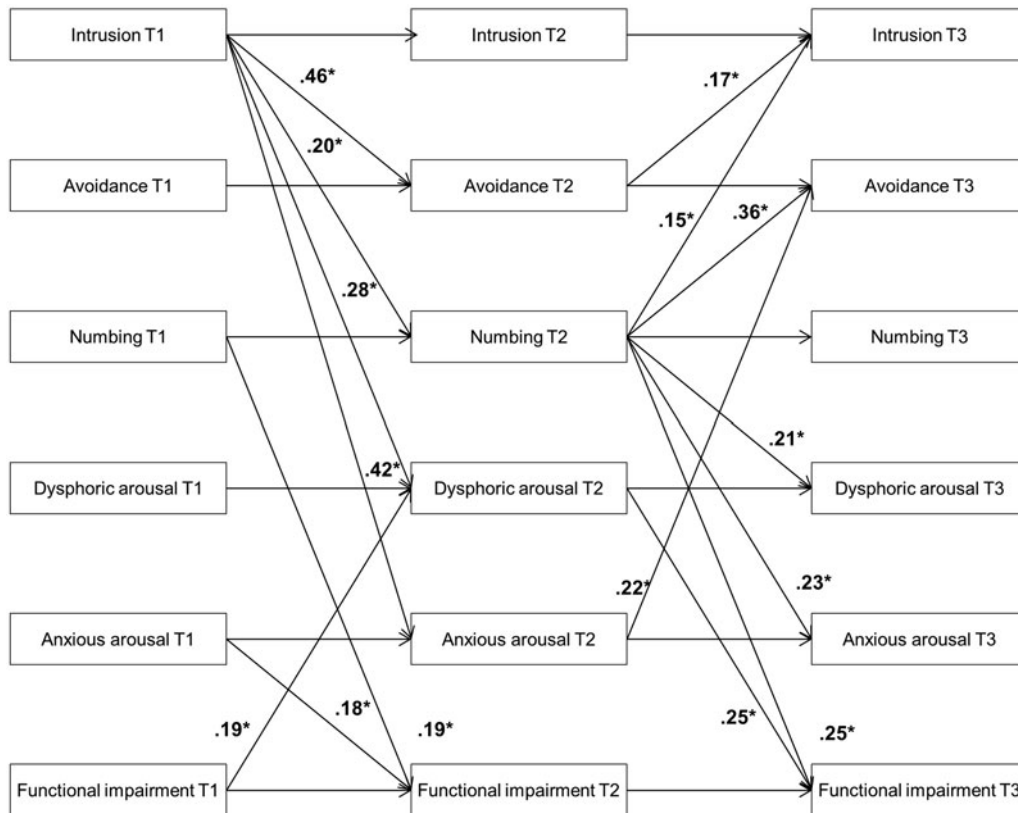 Intrusion T1
Intrusion T2
Intrusion T3
.46*
.17*
.20*
Avoidance T1
Avoidance T2
Avoidance T3
.15*
.36*
.28*
Numbing T1
Numbing T2
Numbing T3
.21*
.42*
Dysphoric arousal T1
Dysphoric arousal T2
Dysphoric arousal T3
.22*
.23*
Anxious arousal T1
Anxious arousal T2
Anxious arousal T3
.19*
.18*
.19*
.25*
.25*
Functional impairment T1
Functional impairment T2
Functional impairment T3